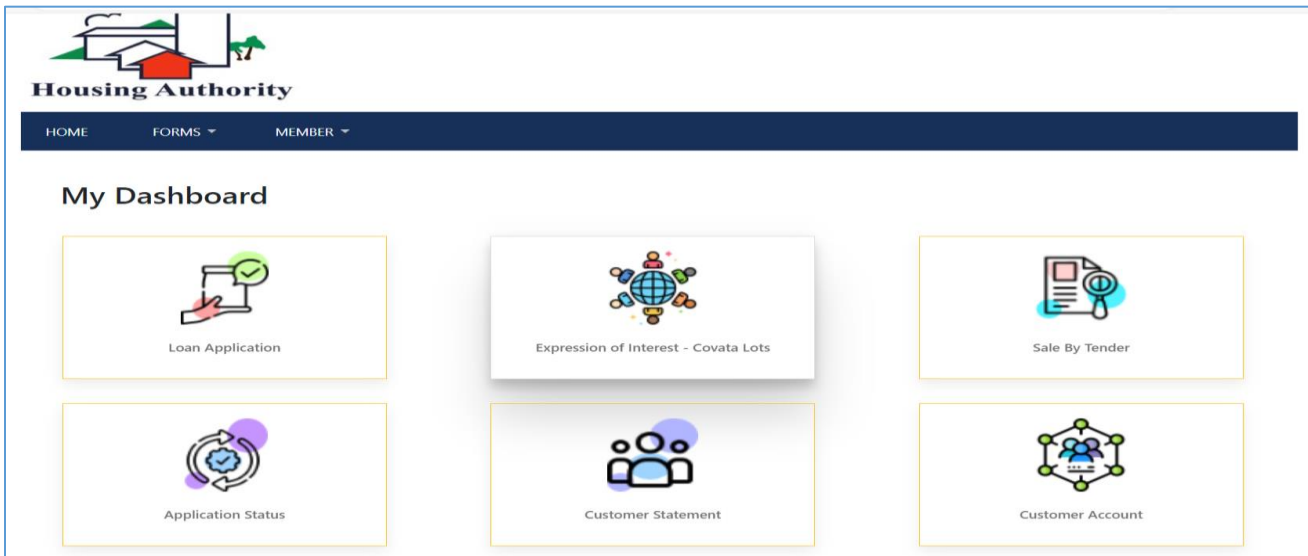 Housing Authority
HOME FORMS MEMBER
My Dashboard
Loan Application
Expression of Interest - Covata Lots
Sale By Tender
Application Status
Customer Statement
Customer Account